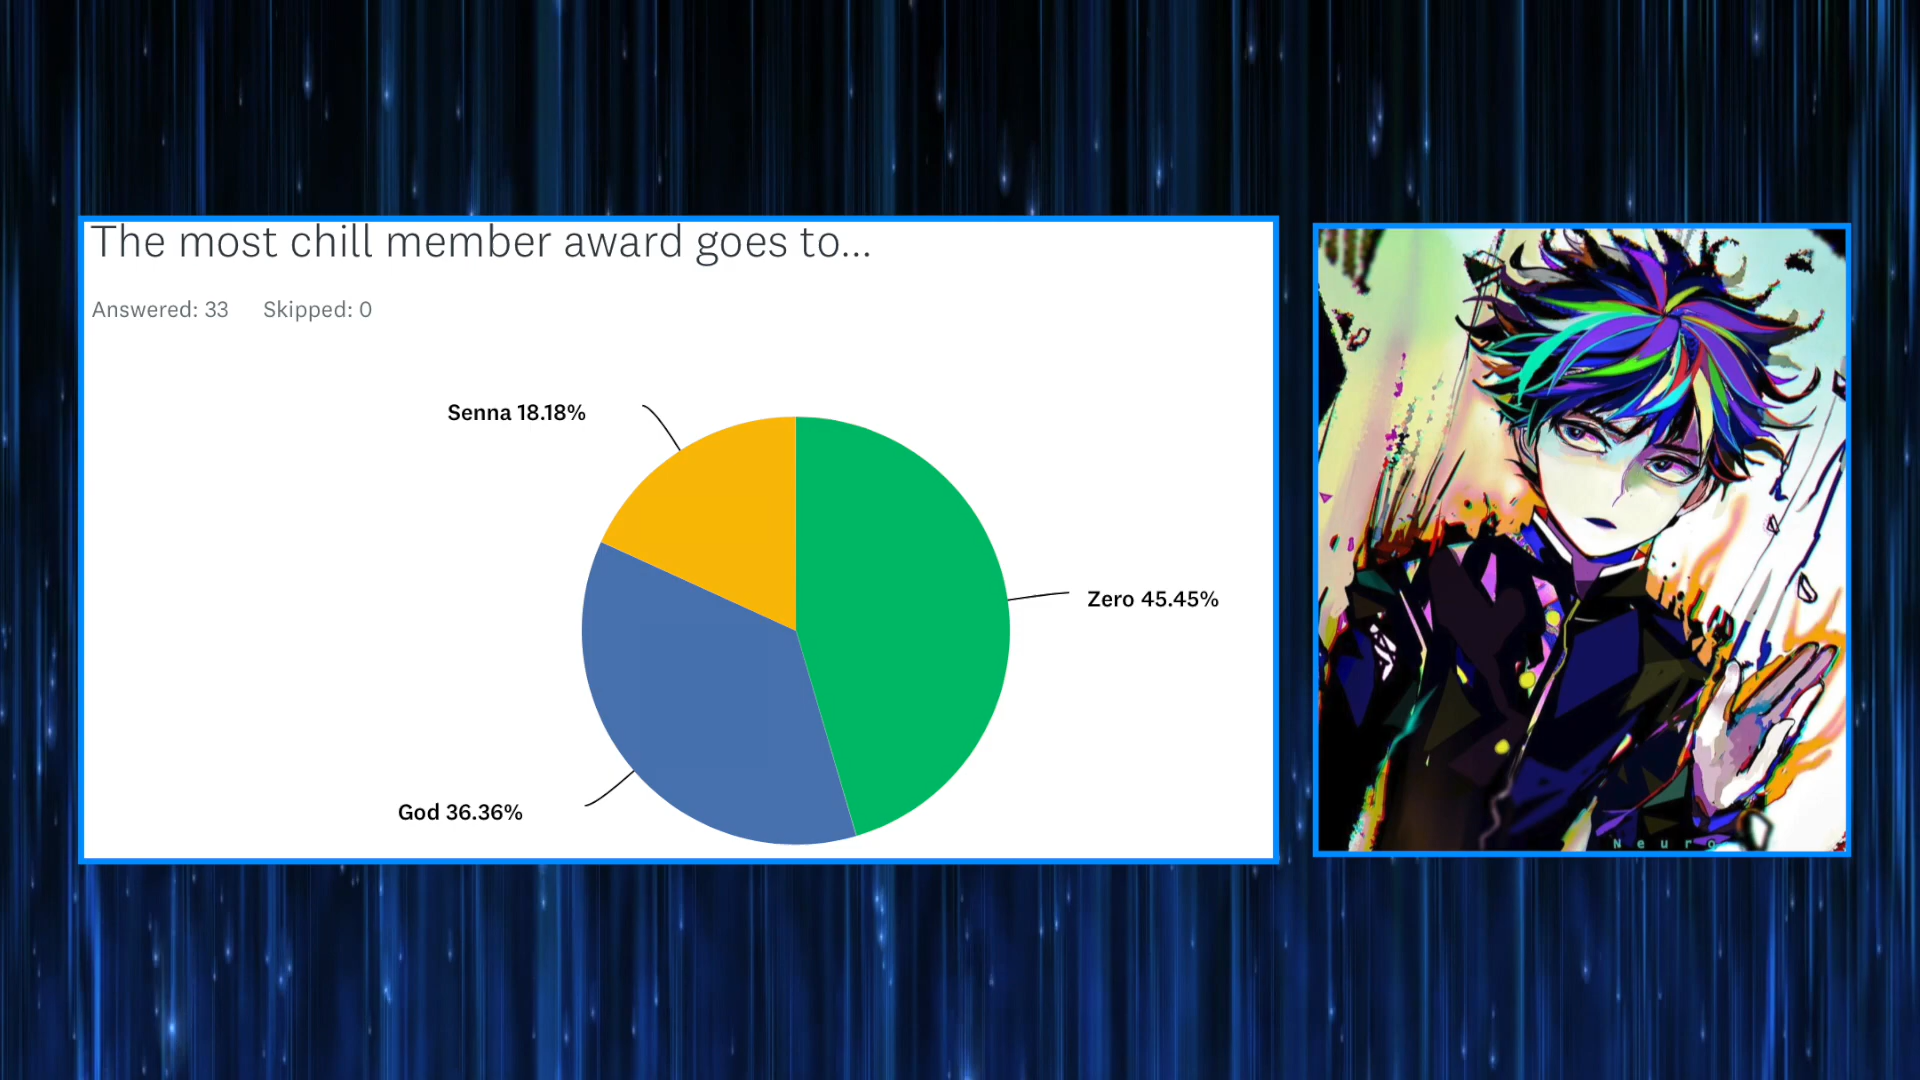 The most chill member award goes to...
Answered: 33 Skipped: 0
Senna 18.18%
Zero 45.45%
God 36.36%
Neuro